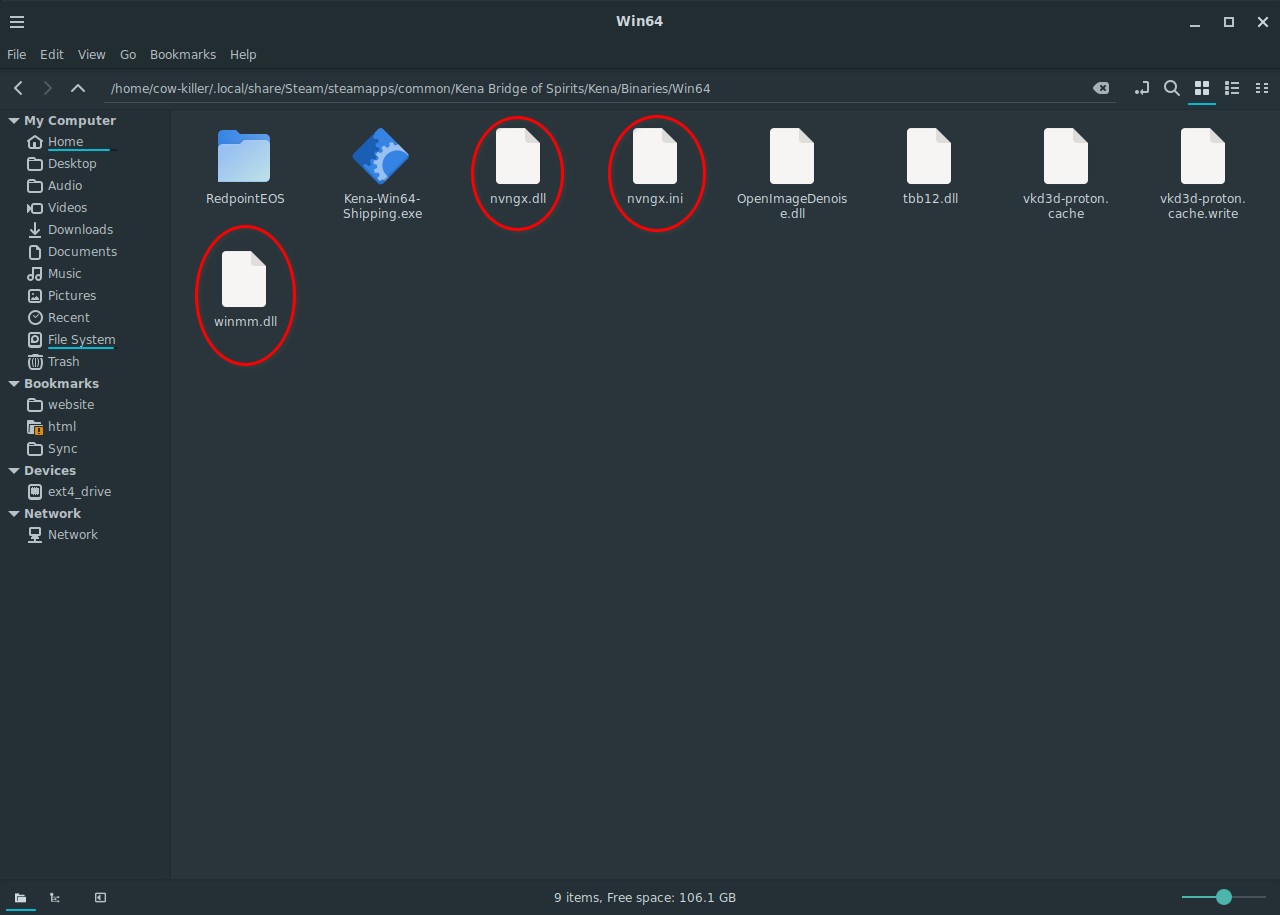 Win64
File Edit View Go Bookmarks Help
/home/cow-killer/.local/share/Steam/steamapps/common/Kena Bridge of Spirits/Kena/Binaries/Win64
My Computer
Home
Desktop
Audio
Videos
Downloads
Documents
Music
Pictures
Recent
File System
Trash
Bookmarks
website
html
Sync
Devices
ext4_drive
Network
Network
RedpointEOS
Kena-Win64-
Shipping.exe
nvngx.dll
nvngx.ini
OpenImageDenois
e.dll
tbb12.dll
vkd3d-proton.
cache
vkd3d-proton.
cache.write
winmm.dll
9 items, Free space: 106.1 GB